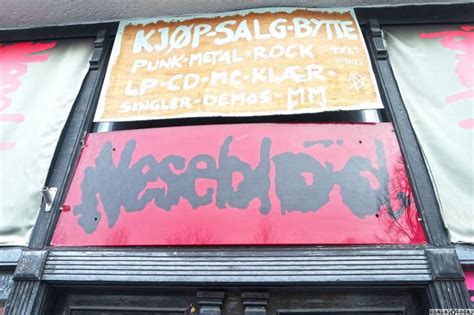 KJØP-SALG-BYTTE
PUNK-METAL-ROCK
LP-CD-MC-KLÆR-
SINGLER-DEMOS-MM
Neseblod